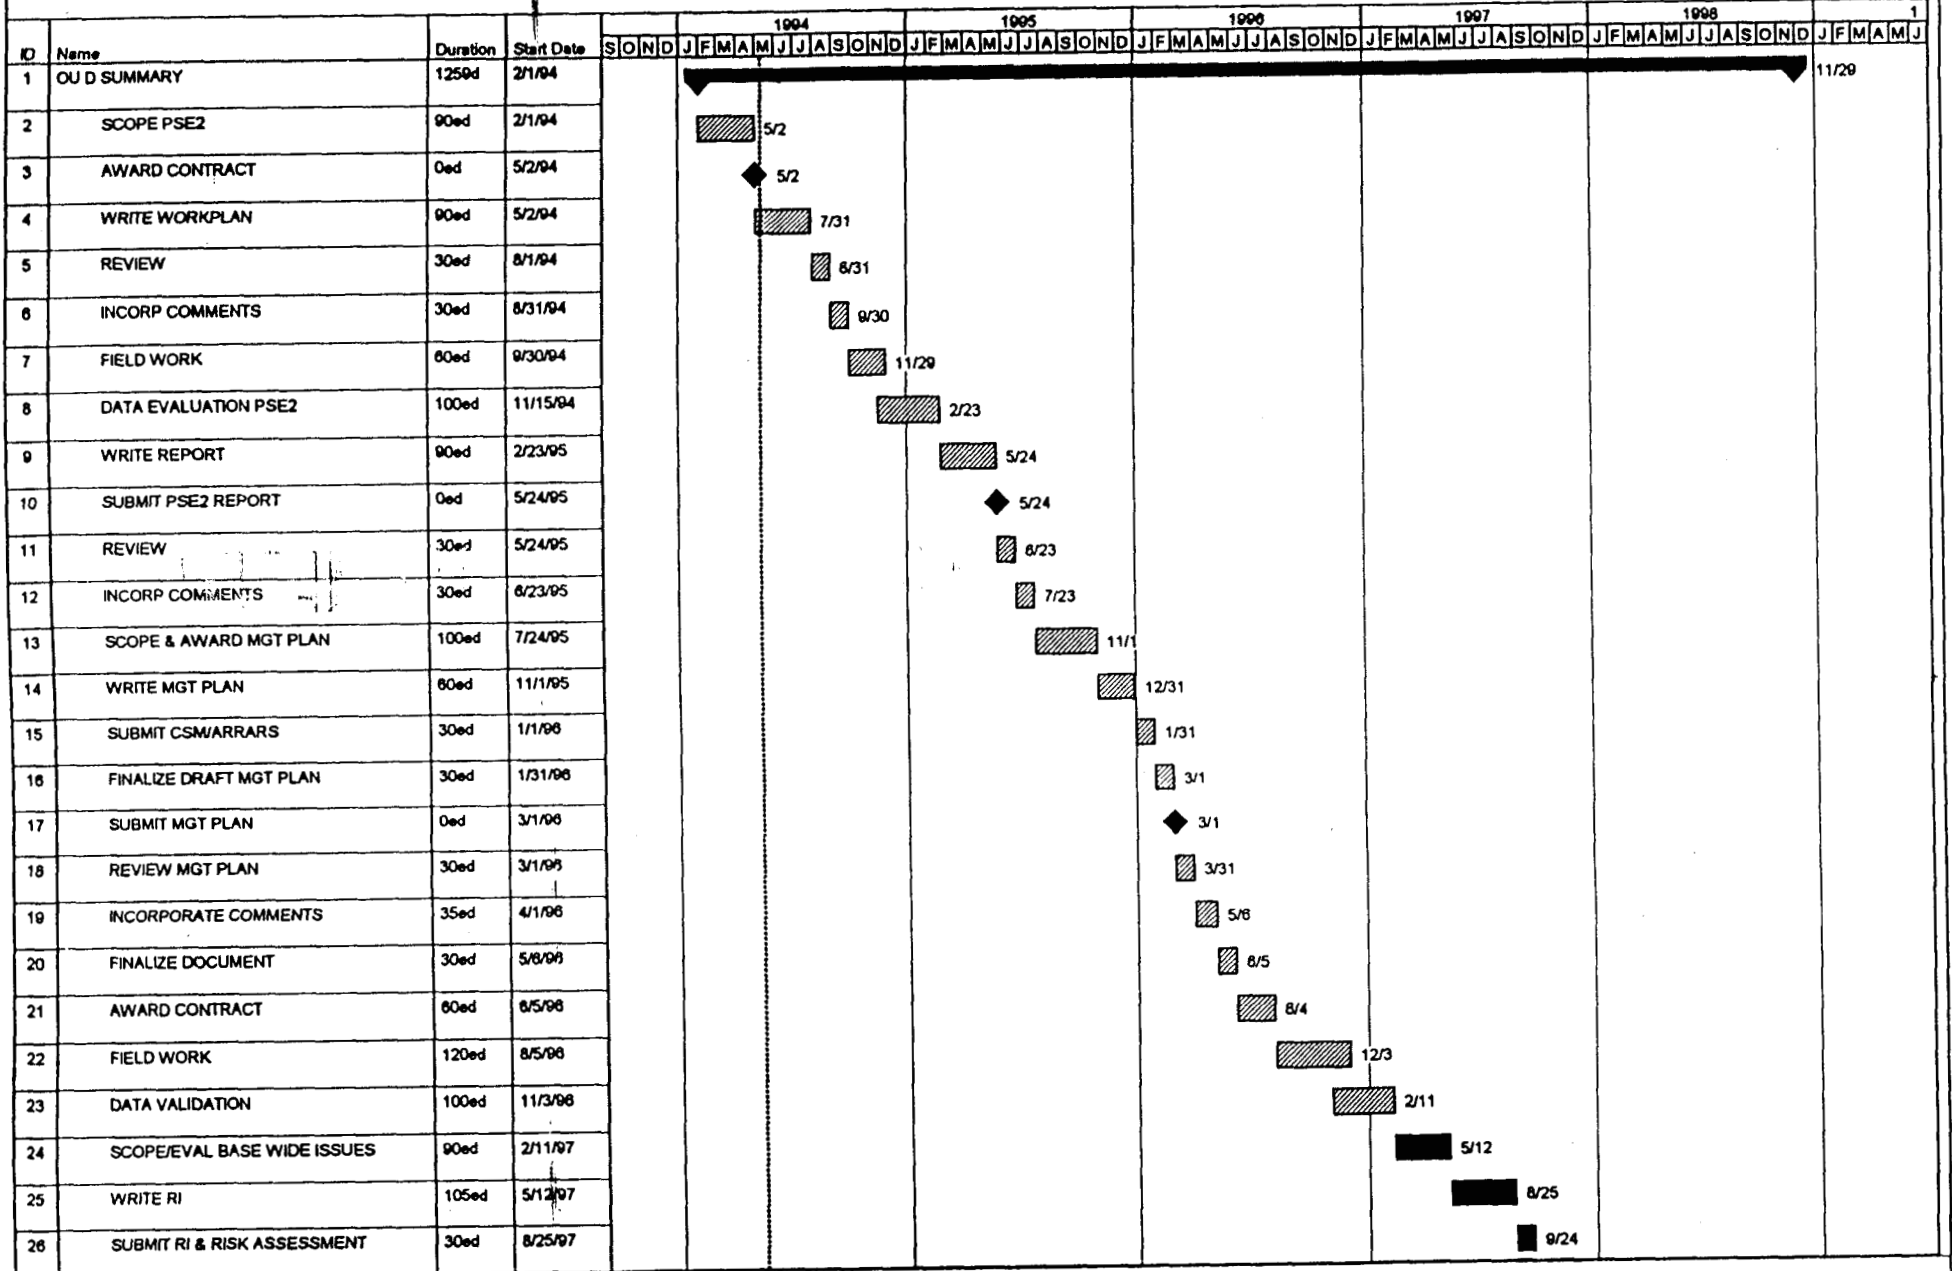 1994 1995 1996 1997 1998 1
ID Name Duration Start Date S O N D J F M A M J J A S O N D J F M A M J J A S O N D J F M A M J J A S O N D J F M A M J J A S O N D J F M A M J J A S O N D J F M A M J
1 OU D SUMMARY 1259d 2/1/94 11/29
2 SCOPE PSE2 90ed 2/1/94 5/2
3 AWARD CONTRACT 0ed 5/2/94 5/2
4 WRITE WORKPLAN 90ed 5/2/94 7/31
5 REVIEW 30ed 8/1/94 8/31
6 INCORP COMMENTS 30ed 8/31/94 9/30
7 FIELD WORK 60ed 9/30/94 11/29
8 DATA EVALUATION PSE2 100ed 11/15/94 2/23
9 WRITE REPORT 90ed 2/23/95 5/24
10 SUBMIT PSE2 REPORT 0ed 5/24/95 5/24
11 REVIEW 30ed 5/24/95 6/23
12 INCORP COMMENTS 30ed 6/23/95 7/23
13 SCOPE & AWARD MGT PLAN 100ed 7/24/95 11/1
14 WRITE MGT PLAN 60ed 11/1/95 12/31
15 SUBMIT CSM/ARRARS 30ed 1/1/96 1/31
16 FINALIZE DRAFT MGT PLAN 30ed 1/31/96 3/1
17 SUBMIT MGT PLAN 0ed 3/1/96 3/1
18 REVIEW MGT PLAN 30ed 3/1/96 3/31
19 INCORPORATE COMMENTS 35ed 4/1/96 5/6
20 FINALIZE DOCUMENT 30ed 5/6/96 6/5
21 AWARD CONTRACT 60ed 6/5/96 8/4
22 FIELD WORK 120ed 8/5/96 12/3
23 DATA VALIDATION 100ed 11/3/96 2/11
24 SCOPE/EVAL BASE WIDE ISSUES 90ed 2/11/97 5/12
25 WRITE RI 105ed 5/12/97 8/25
26 SUBMIT RI & RISK ASSESSMENT 30ed 8/25/97 9/24